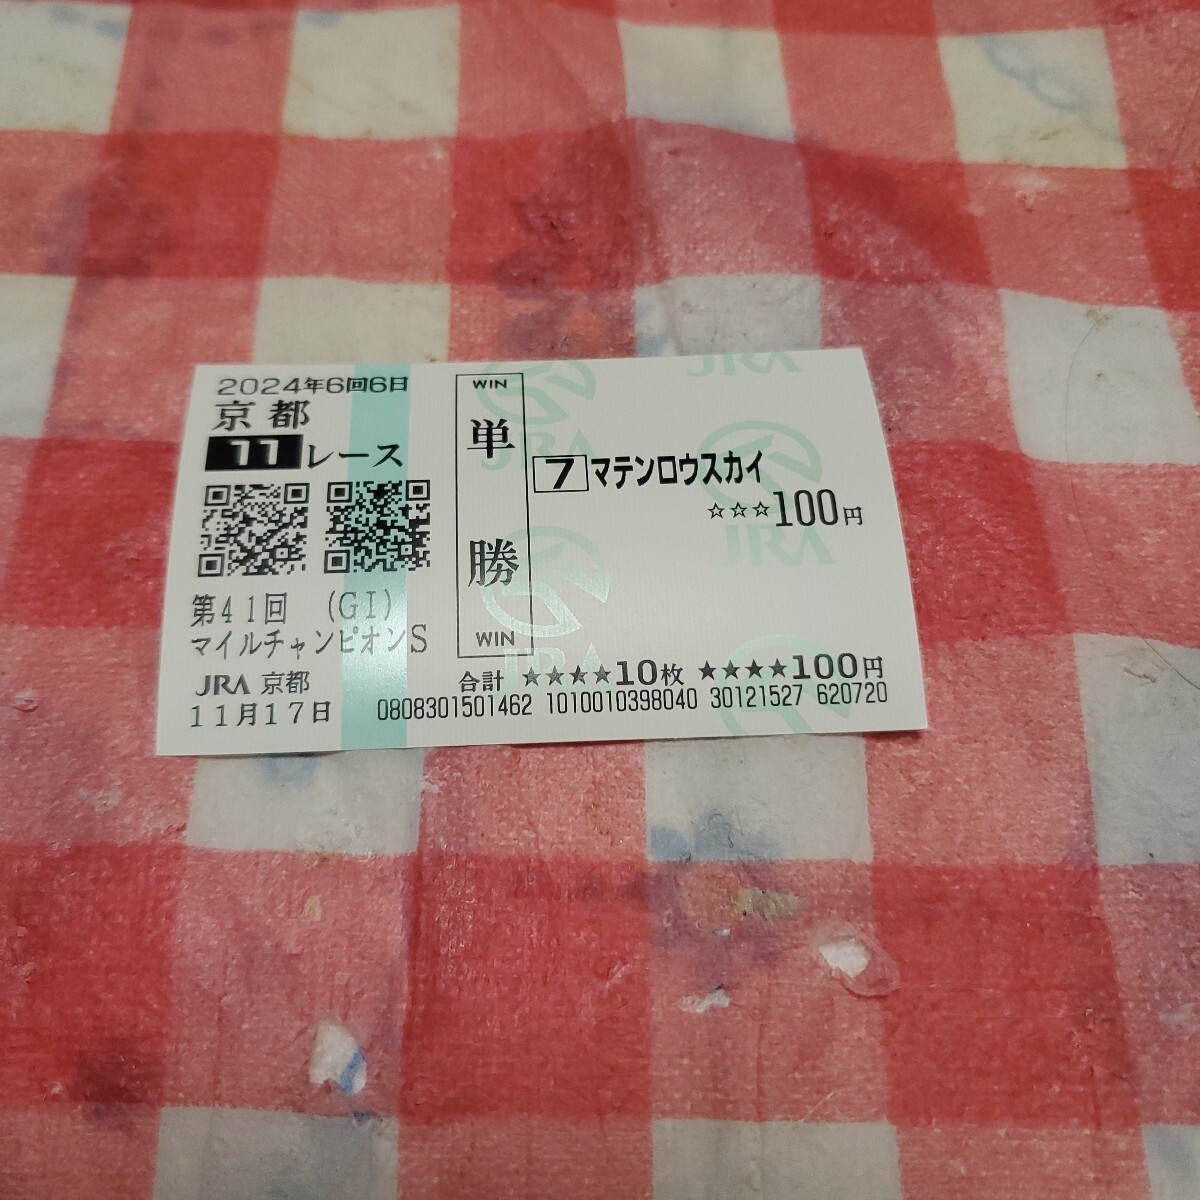 2024年6回6日
京都
11レース
第41回 (GI)
マイルチャンピオンS
JRA 京都
11月17日
WIN
単勝
WIN
7 マテンロウスカイ
☆☆☆100円
合計 ★★★★10枚 ★★★★100円
0808301501462 1010010398040 30121527 620720
JRA
JRA
JRA
JRA